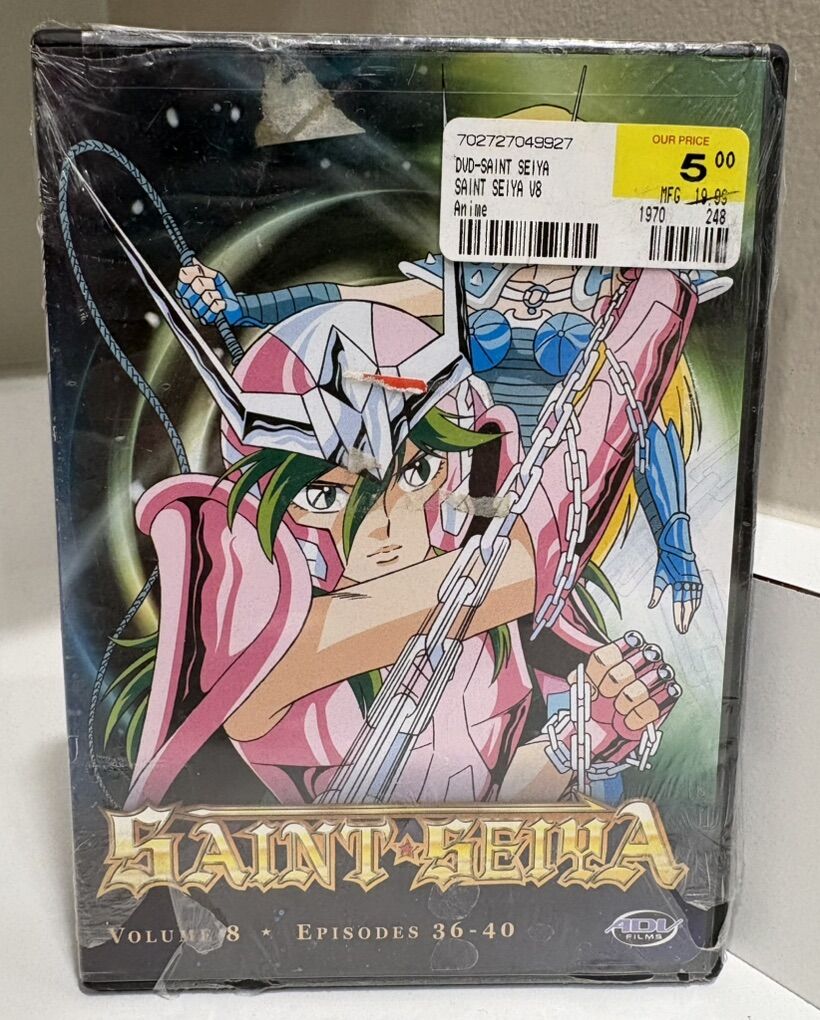 702727049927
OUR PRICE
5 00
DVD-SAINT SEIYA
SAINT SEIYA V8
MFG 19.99
Anime
1970 248
SAINT SEIYA
VOLUME 8 ★ EPISODES 36-40
ADV
FILMS